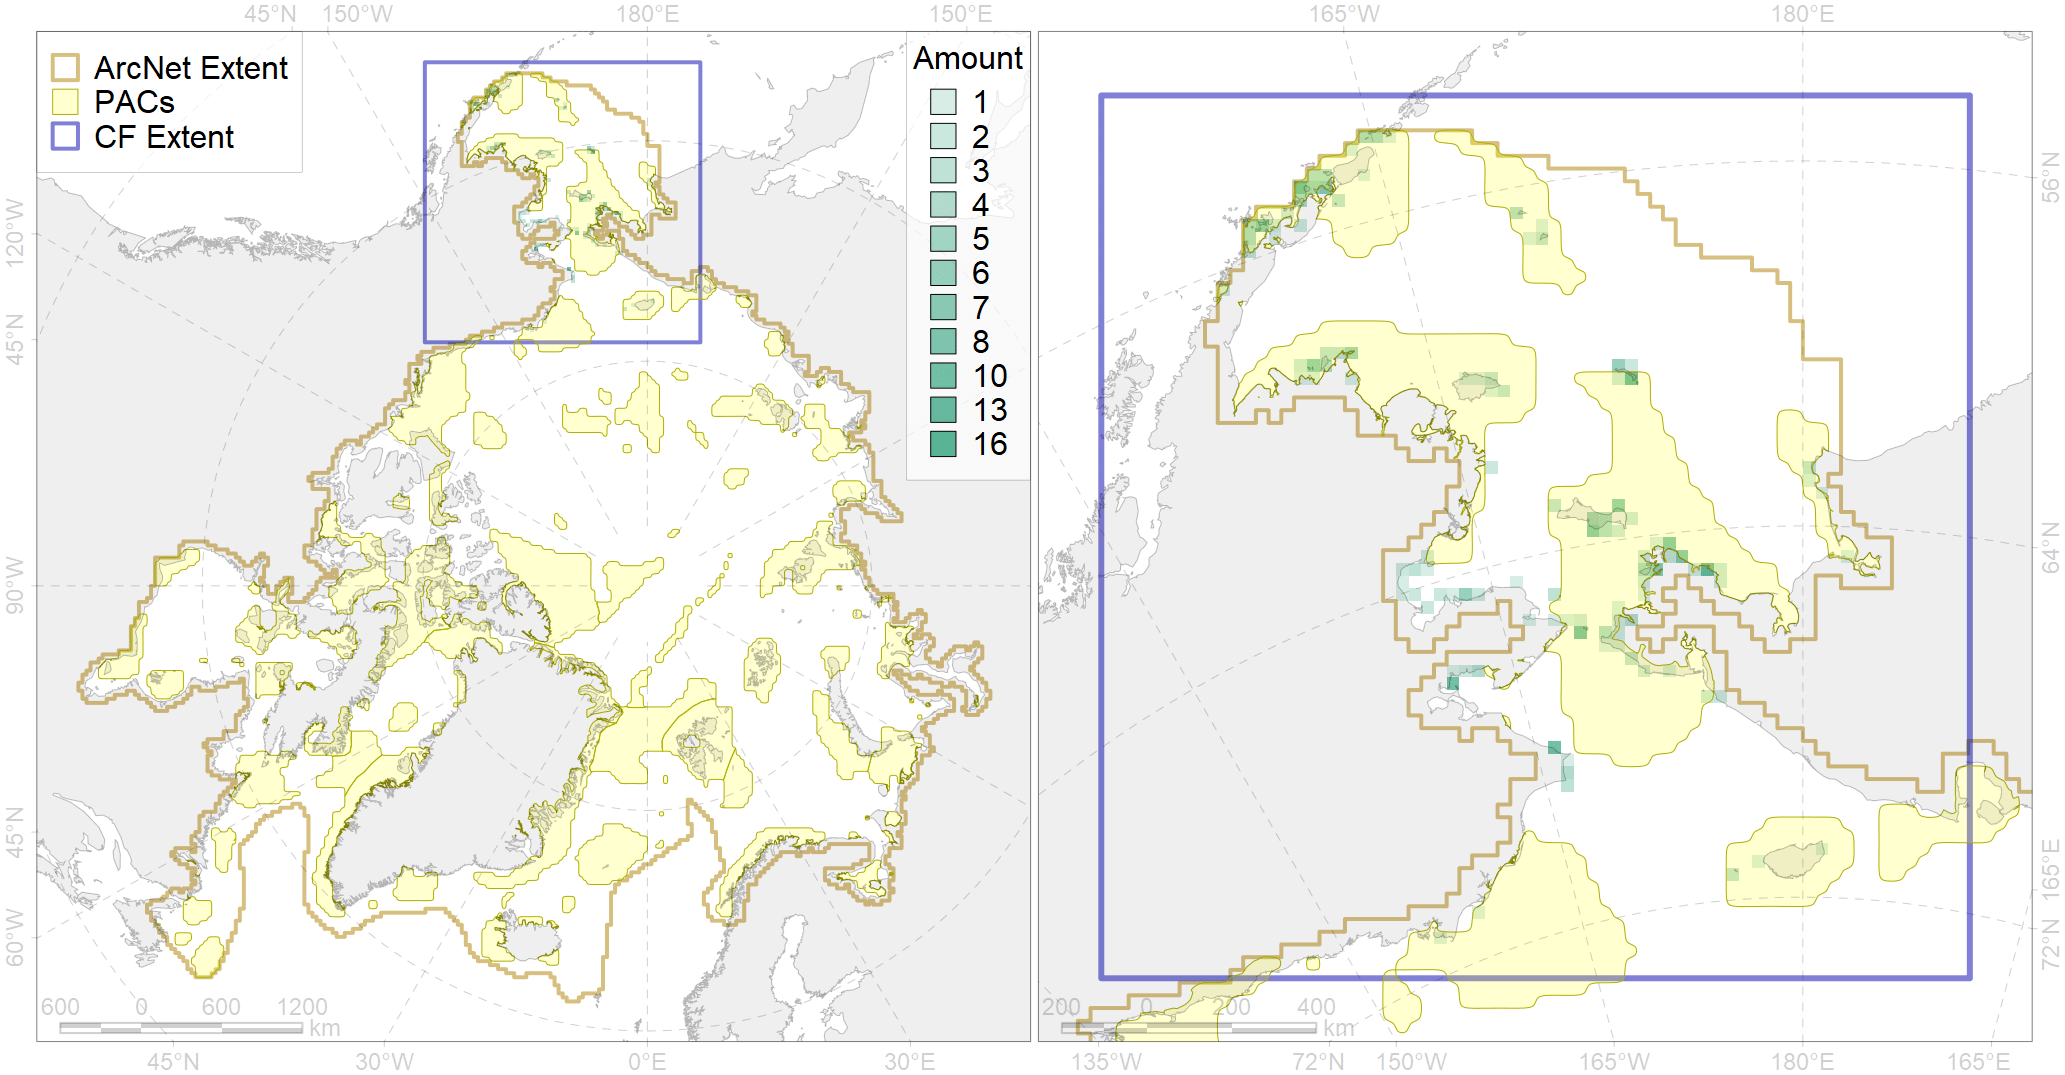 45°N 150°W 180°E 150°E 165°W 180°E
ArcNet Extent
PACs
CF Extent
Amount
1
2
3
4
5
6
7
8
10
13
16
120°W
45°N
90°W
45°N
60°W
56°N
64°N
165°E
72°N
600 0 600 1200
km
200 0 200 400
km
45°W 30°W 0°E 30°E 135°W 72°N 150°W 165°W 180°E 165°E